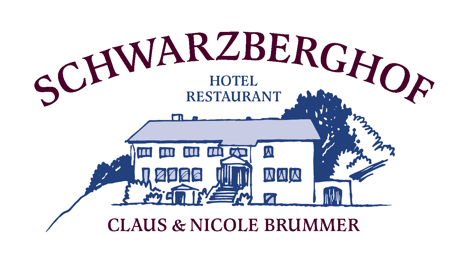 SCHWARZBERGHOF
HOTEL
RESTAURANT
CLAUS & NICOLE BRUMMER